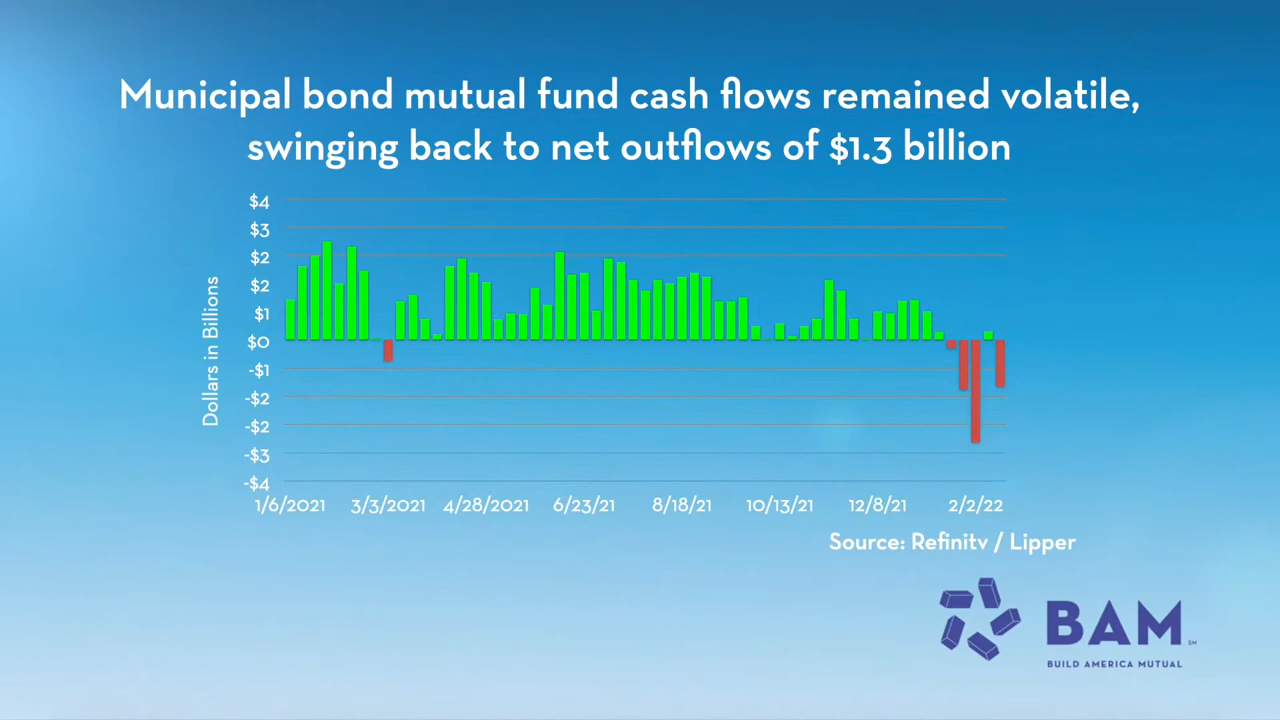 Municipal bond mutual fund cash flows remained volatile,
swinging back to net outflows of $1.3 billion
Dollars in Billions
$4
$3
$2
$2
$1
$0
-$1
-$2
-$2
-$3
-$4
1/6/2021 3/3/2021 4/28/2021 6/23/21 8/18/21 10/13/21 12/8/21 2/2/22
Source: Refinitv / Lipper
BAM SM
BUILD AMERICA MUTUAL